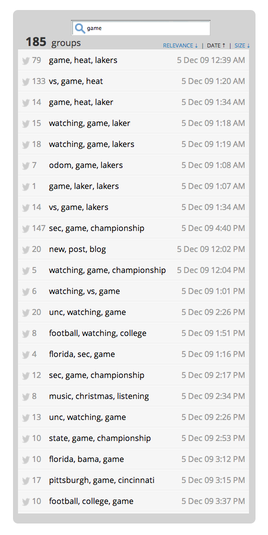 game
185 groups
RELEVANCE ↓ | DATE ↑ | SIZE ↓
79 game, heat, lakers 5 Dec 09 12:39 AM
133 vs, game, heat 5 Dec 09 1:20 AM
14 game, heat, laker 5 Dec 09 1:34 AM
15 watching, game, laker 5 Dec 09 1:18 AM
18 watching, game, lakers 5 Dec 09 1:19 AM
7 odom, game, lakers 5 Dec 09 1:08 AM
1 game, laker, lakers 5 Dec 09 1:07 AM
14 vs, game, lakers 5 Dec 09 1:34 AM
147 sec, game, championship 5 Dec 09 4:40 PM
20 new, post, blog 5 Dec 09 12:02 PM
5 watching, game, championship 5 Dec 09 12:04 PM
6 watching, vs, game 5 Dec 09 1:01 PM
20 unc, watching, game 5 Dec 09 2:26 PM
8 football, watching, college 5 Dec 09 1:51 PM
4 florida, sec, game 5 Dec 09 1:16 PM
12 sec, game, championship 5 Dec 09 2:17 PM
8 music, christmas, listening 5 Dec 09 2:34 PM
13 unc, watching, game 5 Dec 09 2:26 PM
10 state, game, championship 5 Dec 09 2:53 PM
10 florida, bama, game 5 Dec 09 3:12 PM
17 pittsburgh, game, cincinnati 5 Dec 09 3:15 PM
10 football, college, game 5 Dec 09 3:37 PM